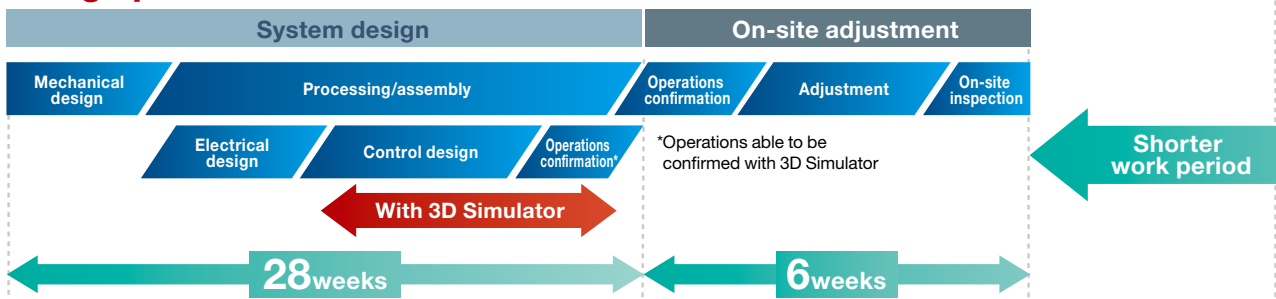 System design
On-site adjustment
Mechanical
design
Processing/assembly
Operations
confirmation
Adjustment
On-site
inspection
Electrical
design
Control design
Operations
confirmation*
*Operations able to be
confirmed with 3D Simulator
Shorter
work period
With 3D Simulator
28weeks
6weeks